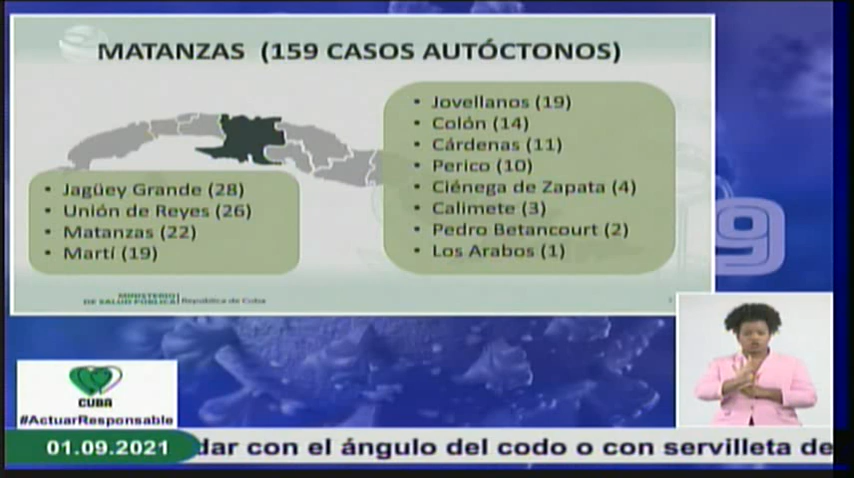 MATANZAS (159 CASOS AUTÓCTONOS)
• Jagüey Grande (28)
• Unión de Reyes (26)
• Matanzas (22)
• Martí (19)
• Jovellanos (19)
• Colón (14)
• Cárdenas (11)
• Perico (10)
• Ciénega de Zapata (4)
• Calimete (3)
• Pedro Betancourt (2)
• Los Arabos (1)
MINISTERIO
DE SALUD PÚBLICA República de Cuba
19
CUBA
#ActuarResponsable
01.09.2021 dar con el ángulo del codo o con servilleta de